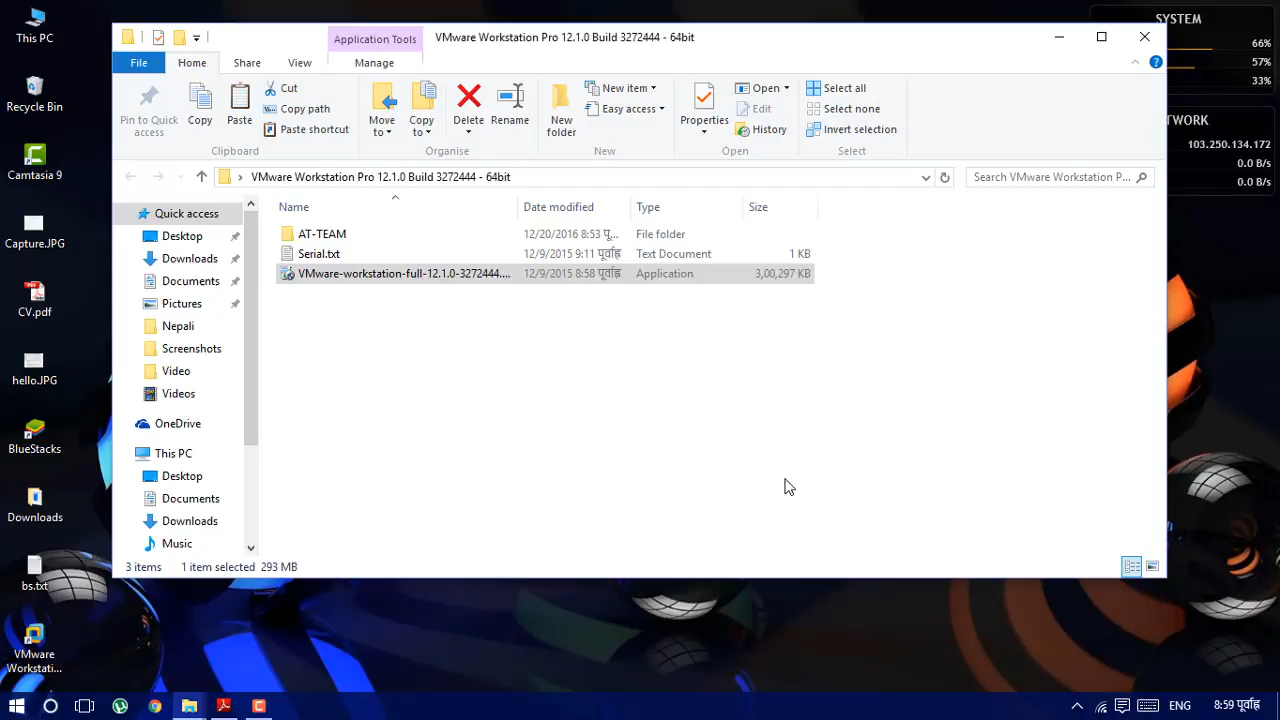 This PC
Recycle Bin
Camtasia 9
Capture.JPG
CV.pdf
hello.JPG
BlueStacks
Downloads
bs.txt
VMware
Workstati...
Application Tools
VMware Workstation Pro 12.1.0 Build 3272444 - 64bit
File
Home
Share
View
Manage
Pin to Quick
access
Copy
Paste
Cut
Copy path
Paste shortcut
Clipboard
Move
to
Copy
to
Delete
Rename
Organise
New
folder
New item
Easy access
New
Properties
Open
Edit
History
Open
Select all
Select none
Invert selection
Select
VMware Workstation Pro 12.1.0 Build 3272444 - 64bit
Search VMware Workstation P...
Quick access
Desktop
Downloads
Documents
Pictures
Nepali
Screenshots
Video
Videos
OneDrive
This PC
Desktop
Documents
Downloads
Music
Name Date modified Type Size
AT-TEAM 12/20/2016 8:53 पू... File folder
Serial.txt 12/9/2015 9:11 पूर्वाह्न Text Document 1 KB
VMware-workstation-full-12.1.0-3272444.... 12/9/2015 8:58 पूर्वाह्न Application 3,00,297 KB
3 items 1 item selected 293 MB
SYSTEM
66%
57%
33%
TWORK
103.250.134.172
0.0 B/s
0.0 B/s
ENG 8:59 पूर्वाह्न